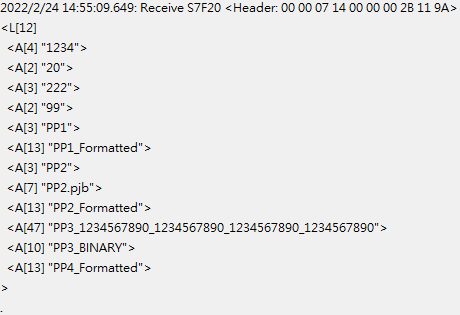 2022/2/24 14:55:09.649: Receive S7F20 <Header: 00 00 07 14 00 00 00 2B 11 9A>
<L[12]
<A[4] "1234">
<A[2] "20">
<A[3] "222">
<A[2] "99">
<A[3] "PP1">
<A[13] "PP1_Formatted">
<A[3] "PP2">
<A[7] "PP2.pjb">
<A[13] "PP2_Formatted">
<A[47] "PP3_1234567890_1234567890_1234567890_1234567890">
<A[10] "PP3_BINARY">
<A[13] "PP4_Formatted">
>
.